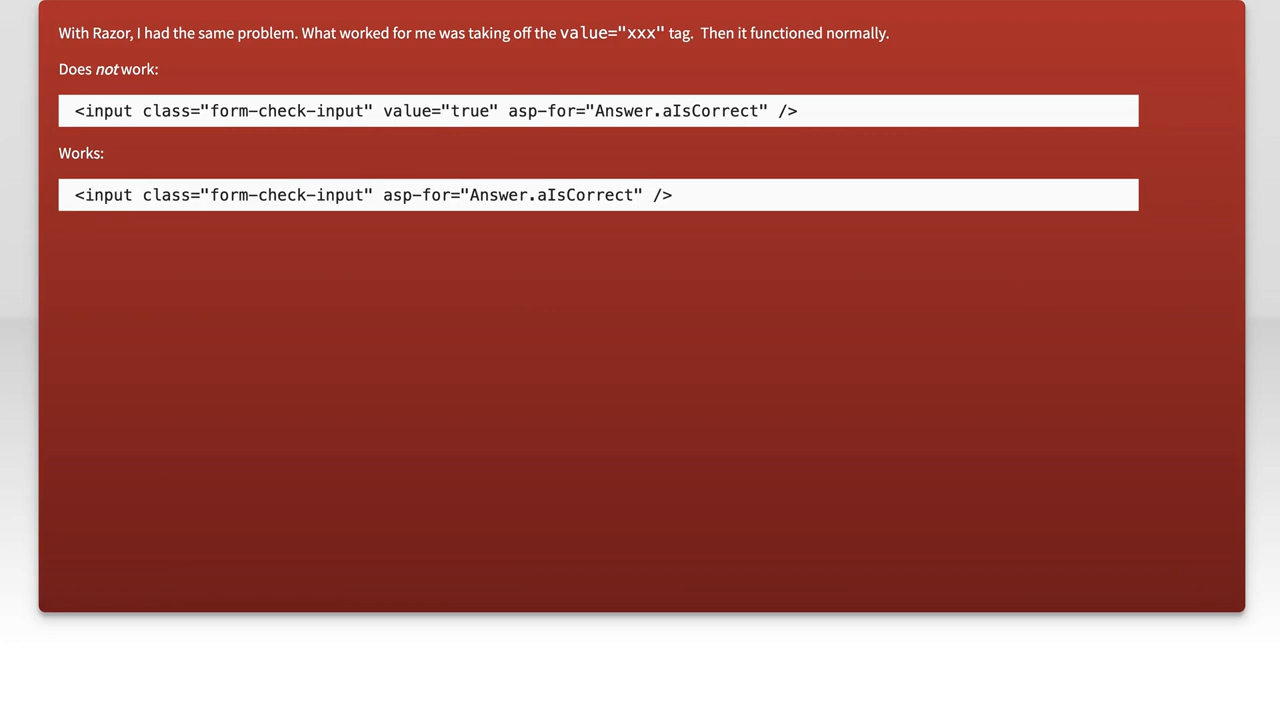 With Razor, I had the same problem. What worked for me was taking off the value="xxx" tag.  Then it functioned normally.
Does not work:
<input class="form-check-input" value="true" asp-for="Answer.aIsCorrect" />
Works:
<input class="form-check-input" asp-for="Answer.aIsCorrect" />